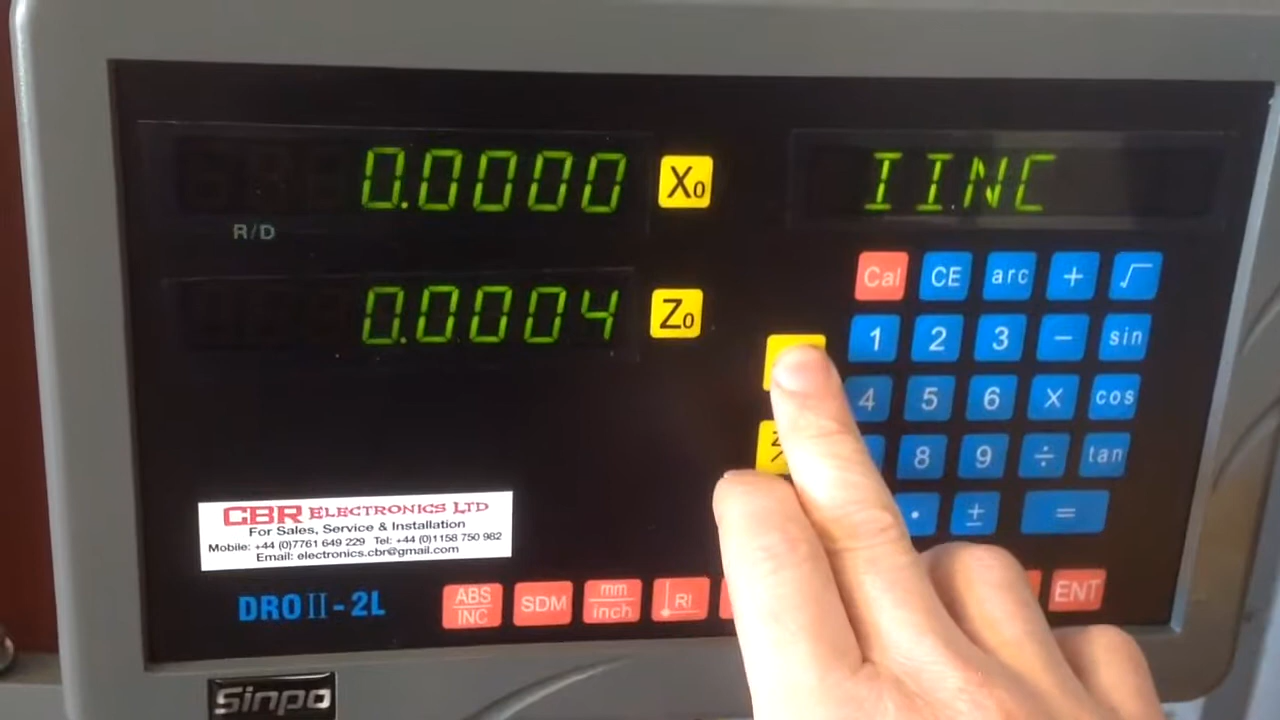 0.0000 X0 IINC
R/D
0.0004 Z0
Cal CE arc + √
1 2 3 − sin
4 5 6 × cos
8 9 ÷ tan
. ± =
CBR ELECTRONICS LTD
For Sales, Service & Installation
Mobile: +44 (0)7761 649 229 Tel: +44 (0)1158 750 982
Email: electronics.cbr@gmail.com
DROII-2L ABS/INC SDM mm/inch RI ENT
Sinpo